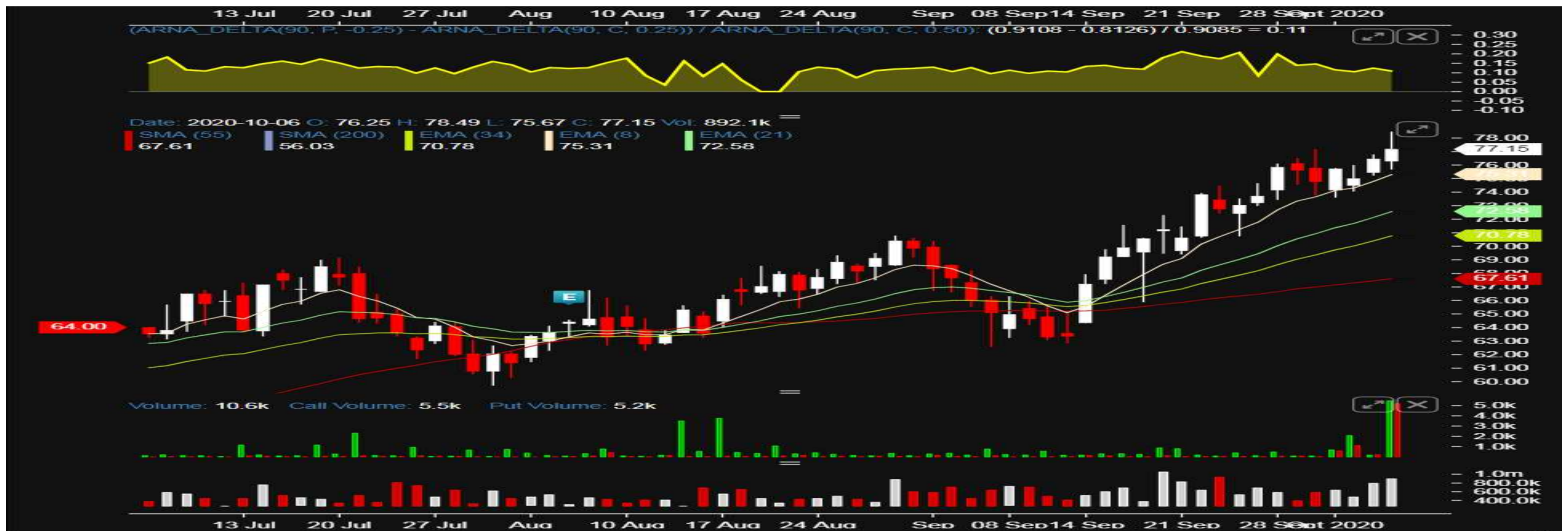 13 Jul 20 Jul 27 Jul Aug 10 Aug 17 Aug 24 Aug Sep 08 Sep 14 Sep 21 Sep 28 Sep 2020
(ARNA_DELTA(90, P, -0.25) - ARNA_DELTA(90, C, 0.25)) / ARNA_DELTA(90, C, 0.50): (0.9108 - 0.8126) / 0.9085 = 0.11
0.30
0.25
0.20
0.15
0.10
0.05
0.00
-0.05
-0.10
Date: 2020-10-06 O: 76.25 H: 78.49 L: 75.67 C: 77.15 Vol: 892.1k
SMA (55) SMA (200) EMA (34) EMA (8) EMA (21)
67.61 56.03 70.78 75.31 72.58
78.00
77.15
76.00
75.31
74.00
72.58
72.00
70.78
70.00
69.00
67.61
67.00
66.00
65.00
64.00
64.00
63.00
62.00
61.00
60.00
E
Volume: 10.6k Call Volume: 5.5k Put Volume: 5.2k
5.0k
4.0k
3.0k
2.0k
1.0k
1.0m
800.0k
600.0k
400.0k
13 Jul 20 Jul 27 Jul Aug 10 Aug 17 Aug 24 Aug Sep 08 Sep 14 Sep 21 Sep 28 Sep 2020